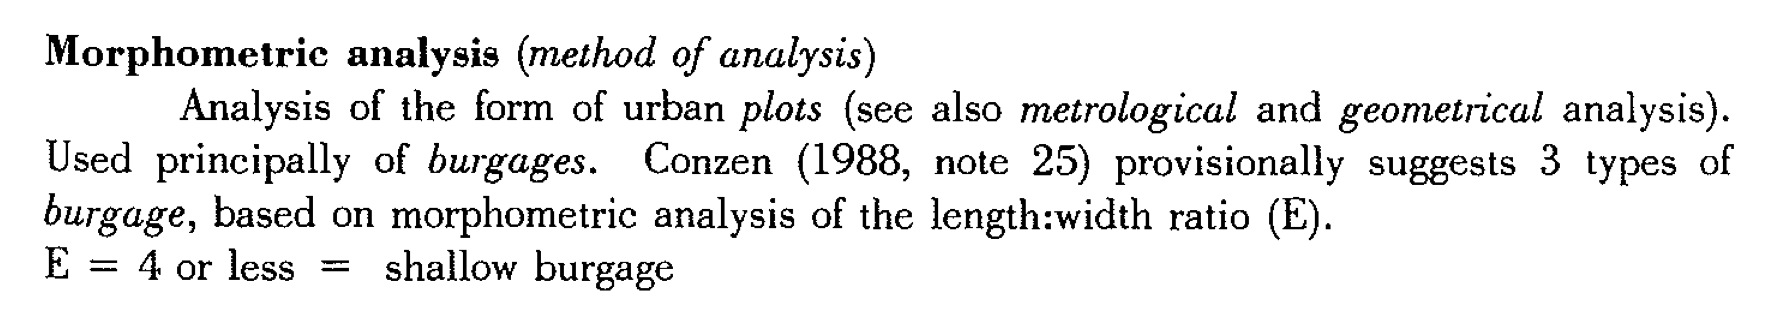 Morphometric analysis (method of analysis)
Analysis of the form of urban plots (see also metrological and geometrical analysis).
Used principally of burgages. Conzen (1988, note 25) provisionally suggests 3 types of
burgage, based on morphometric analysis of the length:width ratio (E).
E = 4 or less = shallow burgage